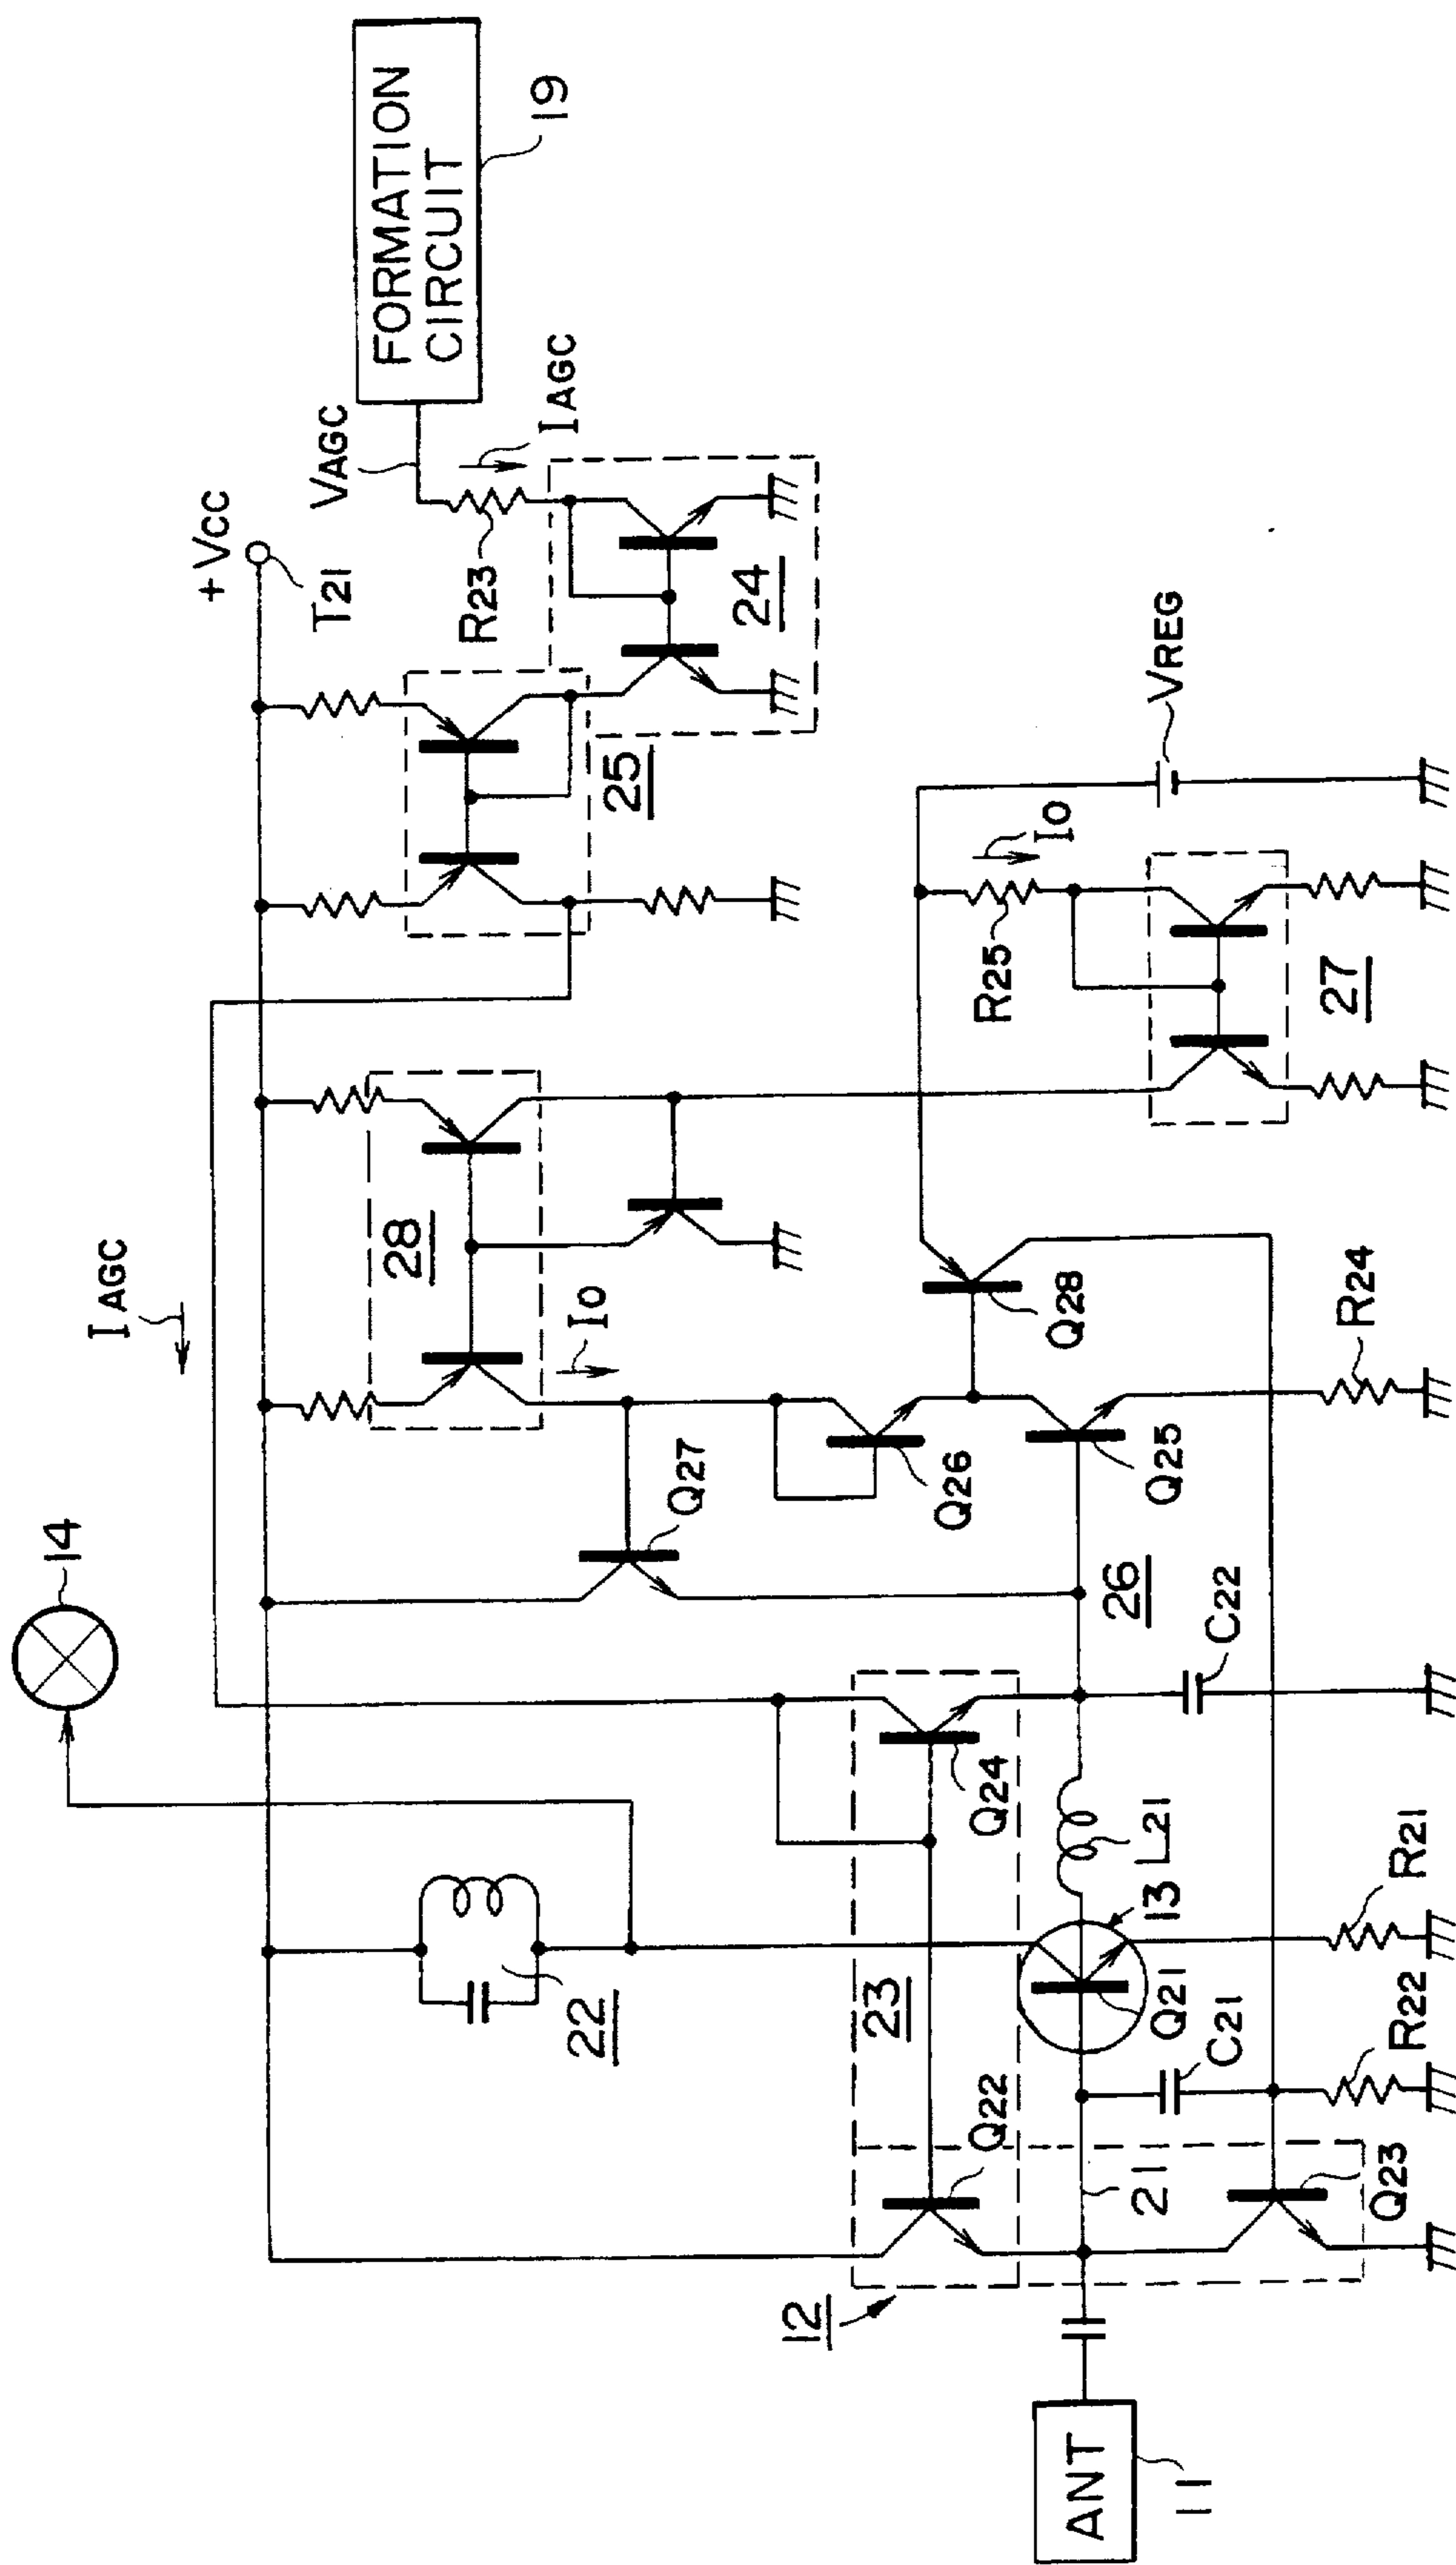 14
IAGC
+VCC
T21
VAGC
FORMATION
CIRCUIT
19
R23
IAGC
24
25
28
IO
22
Q27
23
Q24
Q26
Q28
IO
R25
VREG
27
12
Q22
21
Q21
13
L21
26
Q25
C21
C22
ANT
11
Q23
R22
R21
R24